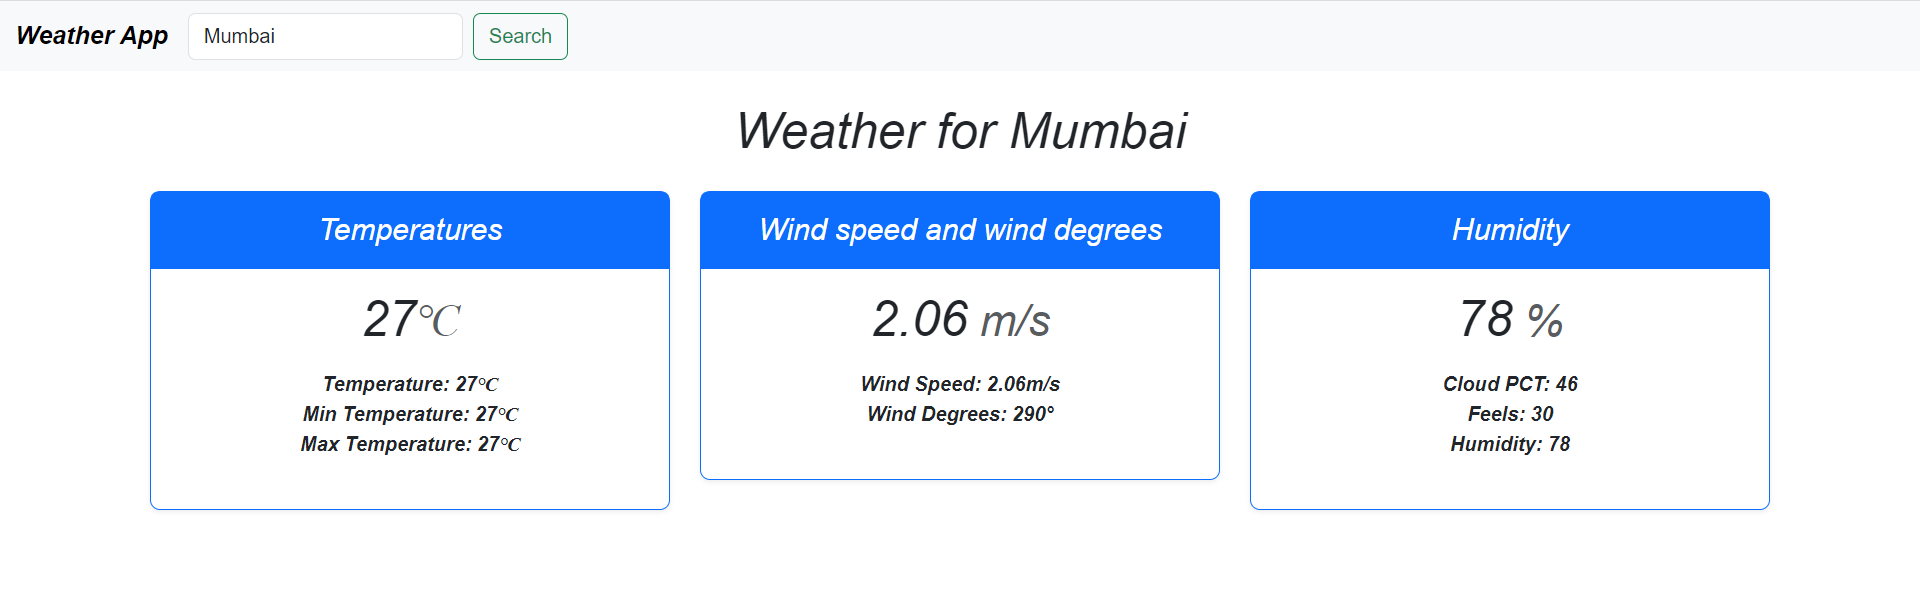 Weather App
Mumbai
Search
Weather for Mumbai
Temperatures
27°C
Temperature: 27°C
Min Temperature: 27°C
Max Temperature: 27°C
Wind speed and wind degrees
2.06 m/s
Wind Speed: 2.06m/s
Wind Degrees: 290°
Humidity
78 %
Cloud PCT: 46
Feels: 30
Humidity: 78